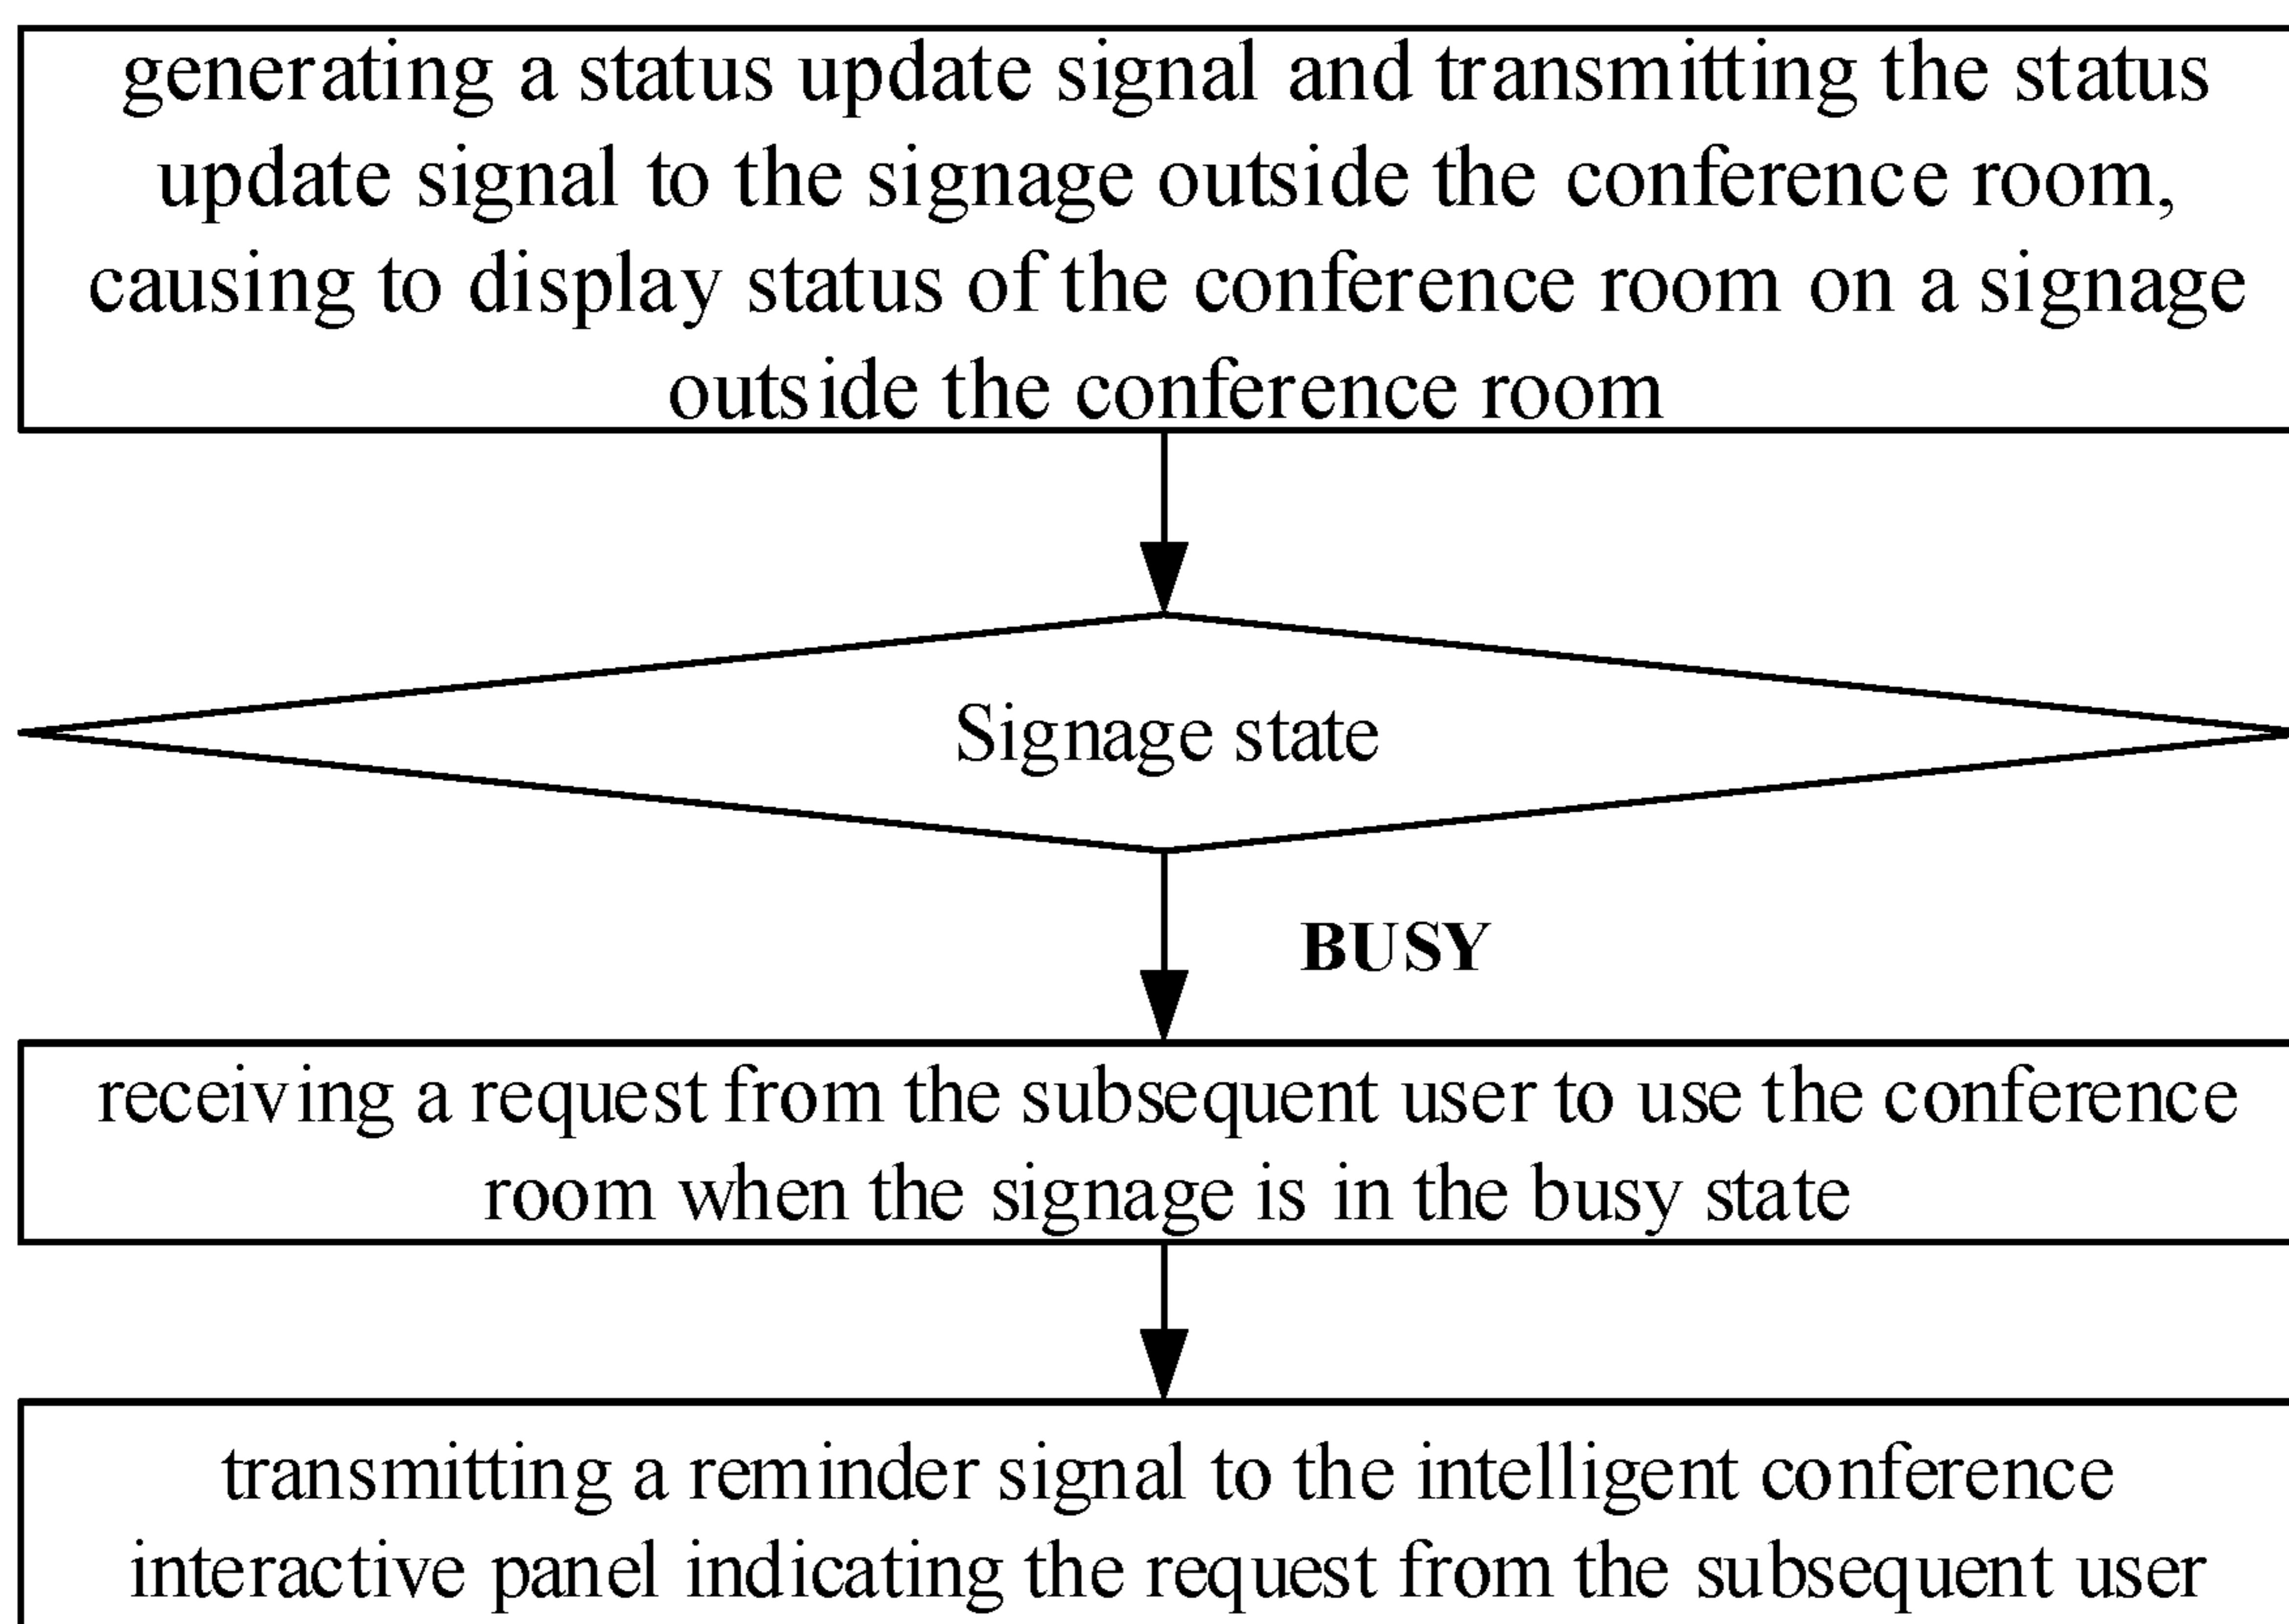 generating a status update signal and transmitting the status
update signal to the signage outside the conference room,
causing to display status of the conference room on a signage
outside the conference room
Signage state
BUSY
receiving a request from the subsequent user to use the conference
room when the signage is in the busy state
transmitting a reminder signal to the intelligent conference
interactive panel indicating the request from the subsequent user